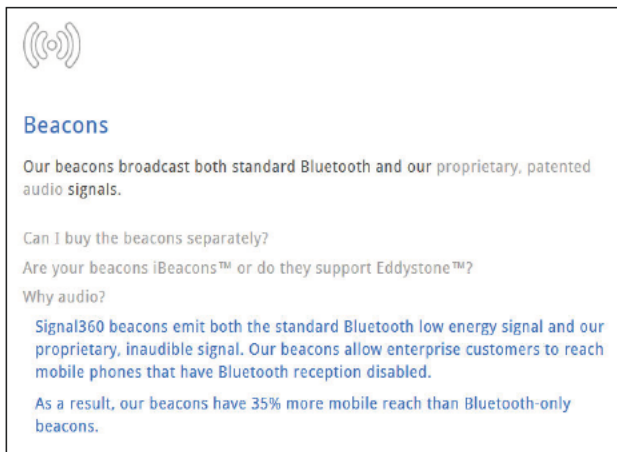 Beacons
Our beacons broadcast both standard Bluetooth and our proprietary, patented
audio signals.
Can I buy the beacons separately?
Are your beacons iBeacons™ or do they support Eddystone™?
Why audio?
Signal360 beacons emit both the standard Bluetooth low energy signal and our
proprietary, inaudible signal. Our beacons allow enterprise customers to reach
mobile phones that have Bluetooth reception disabled.
As a result, our beacons have 35% more mobile reach than Bluetooth-only
beacons.